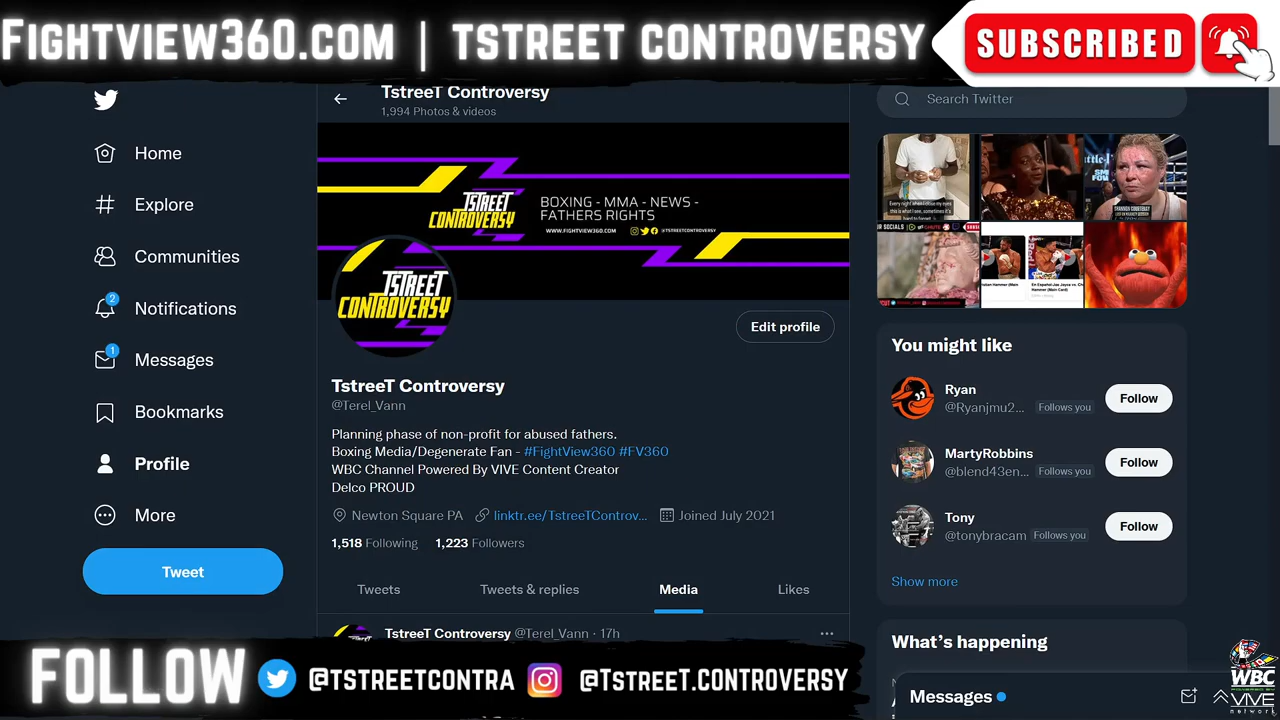 FIGHTVIEW360.COM | TSTREET CONTROVERSY
SUBSCRIBED
TstreeT Controversy
1,994 Photos & videos
Search Twitter
Home
Explore
Communities
2
Notifications
1
Messages
Bookmarks
Profile
More
Tweet
TSTREET
CONTROVERSY
BOXING - MMA - NEWS -
FATHERS RIGHTS
WWW.FIGHTVIEW360.COM
@TSTREETCONTROVERSY
TSTREET
CONTROVERSY
Edit profile
TstreeT Controversy
@Terel_Vann
Planning phase of non-profit for abused fathers.
Boxing Media/Degenerate Fan - #FightView360 #FV360
WBC Channel Powered By VIVE Content Creator
Delco PROUD
Newton Square PA linktr.ee/TstreeTControv... Joined July 2021
1,518 Following 1,223 Followers
Tweets Tweets & replies Media Likes
TstreeT Controversy @Terel_Vann · 17h
You might like
Ryan
@Ryanjmu2... Follows you
Follow
MartyRobbins
@blend43en... Follows you
Follow
Tony
@tonybracam Follows you
Follow
Show more
What's happening
Messages
FOLLOW @TSTREETCONTRA @TSTREET.CONTROVERSY
WBC
VIVE
network